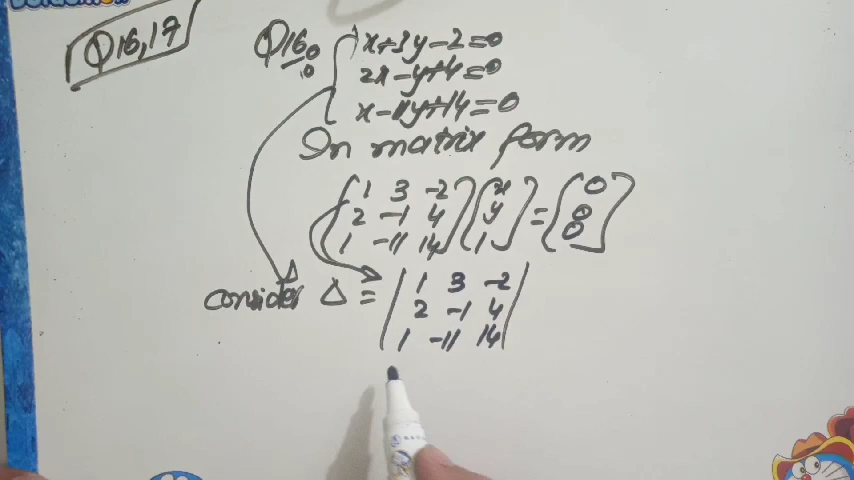 Q16,17
Q16
x+3y-2=0
2x-y+4=0
x-11y+14=0
In matrix form
[1 3 -2] [x] = [0]
[2 -1 4] [y] [0]
[1 -11 14] [1] [0]
consider Δ = |1 3 -2|
|2 -1 4|
|1 -11 14|